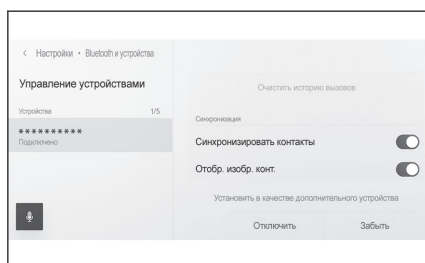 < Настройки • Bluetooth и устройства
Управление устройствами
Устройства 1/5
**********
Подключено
Очистить историю вызовов
Синхронизация
Синхронизировать контакты
Отобр. изобр. конт.
Установить в качестве дополнительного устройства
Отключить Забыть